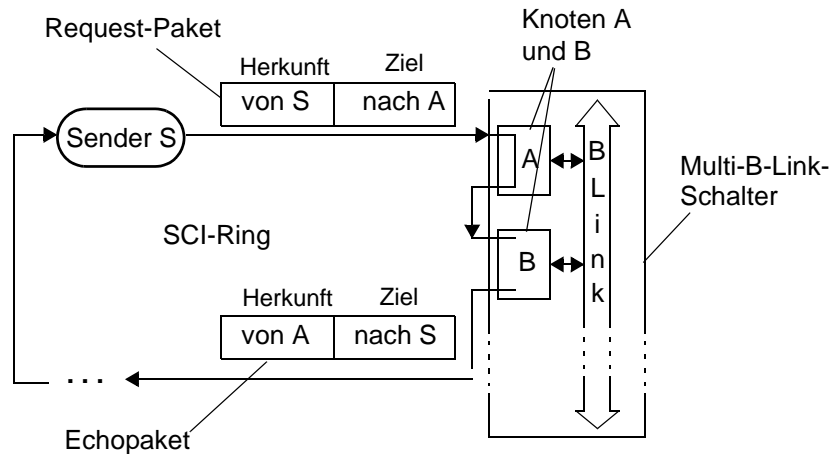 Request-Paket
Knoten A
und B
Herkunft Ziel
von S nach A
Sender S
A
B
L
i
n
k
Multi-B-Link-
Schalter
SCI-Ring
B
Herkunft Ziel
von A nach S
. . .
Echopaket